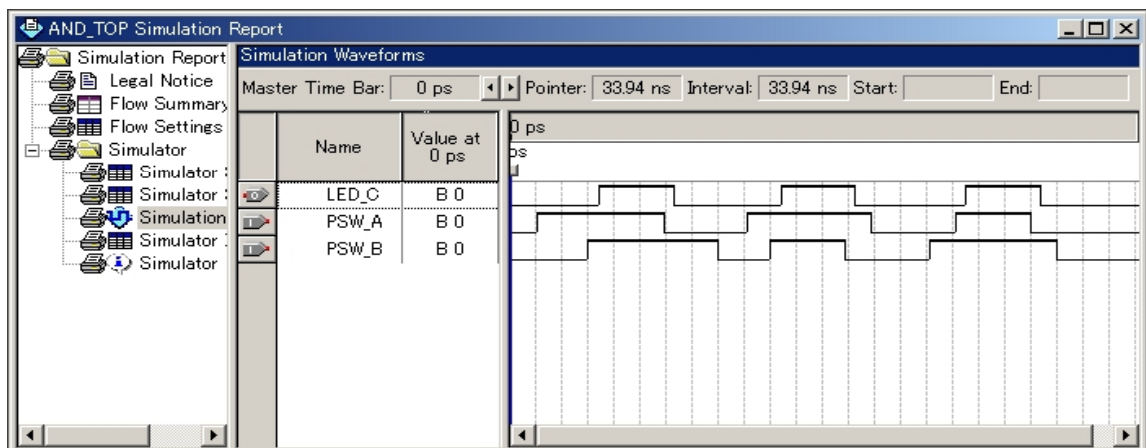 AND_TOP Simulation Report
Simulation Report
Legal Notice
Flow Summary
Flow Settings
Simulator
Simulator
Simulator
Simulation
Simulator
Simulator
Simulation Waveforms
Master Time Bar: 0 ps Pointer: 33.94 ns Interval: 33.94 ns Start: End:
Name Value at 0 ps
0 ps
ps
LED_C B 0
PSW_A B 0
PSW_B B 0